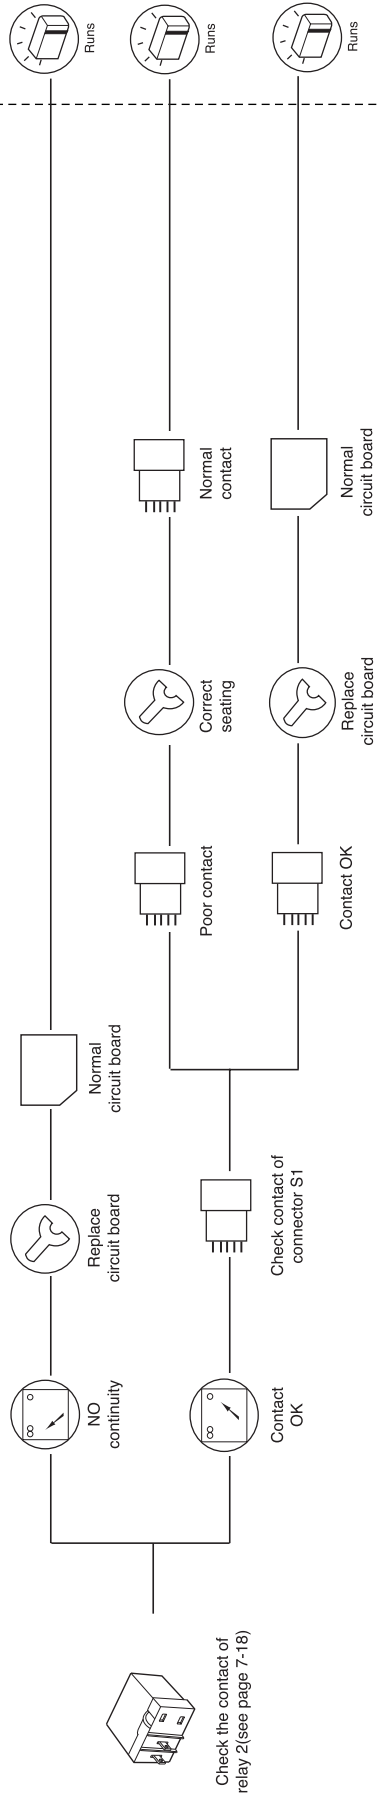 Check the contact of
relay 2(see page 7-18)
NO
continuity
Replace
circuit board
Normal
circuit board
Runs
Contact
OK
Check contact of
connector S1
Poor contact
Correct
seating
Normal
contact
Runs
Contact OK
Replace
circuit board
Normal
circuit board
Runs